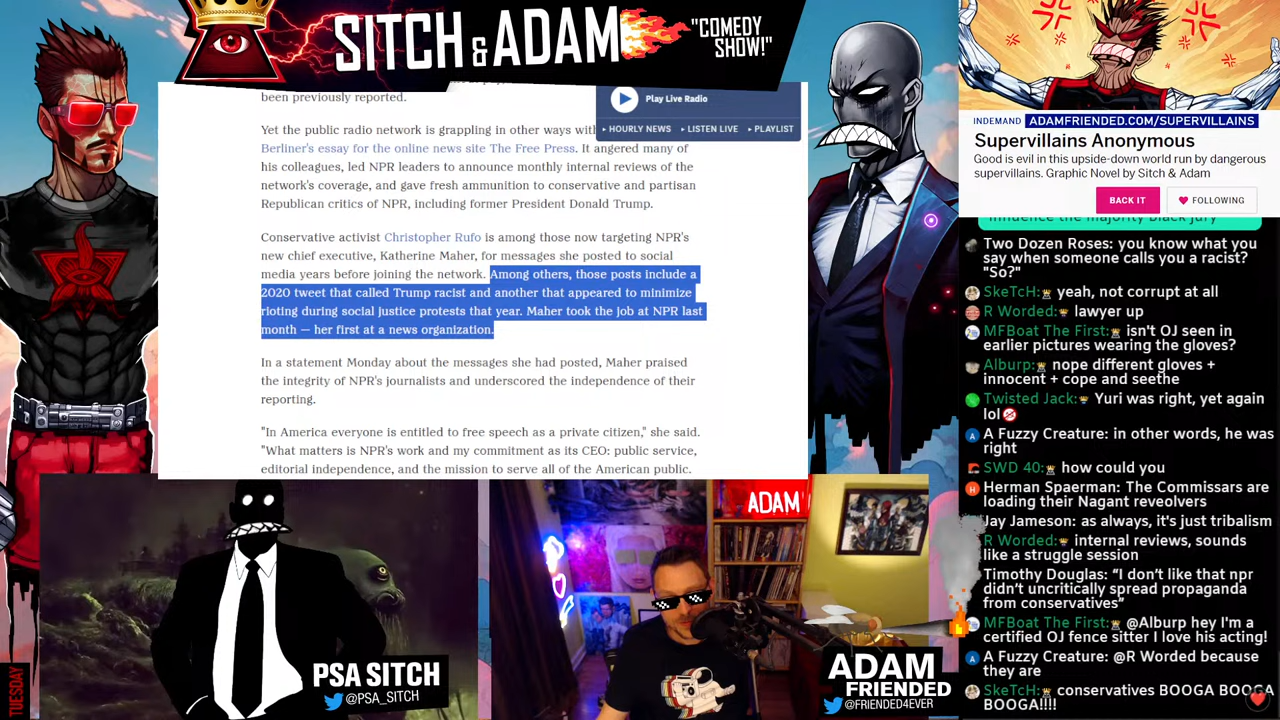 SITCH & ADAM
"COMEDY
SHOW!"
been previously reported.
Play Live Radio
HOURLY NEWS LISTEN LIVE PLAYLIST
Yet the public radio network is grappling in other ways with
Berliner's essay for the online news site The Free Press. It angered many of
his colleagues, led NPR leaders to announce monthly internal reviews of the
network's coverage, and gave fresh ammunition to conservative and partisan
Republican critics of NPR, including former President Donald Trump.
Conservative activist Christopher Rufo is among those now targeting NPR's
new chief executive, Katherine Maher, for messages she posted to social
media years before joining the network. Among others, those posts include a
2020 tweet that called Trump racist and another that appeared to minimize
rioting during social justice protests that year. Maher took the job at NPR last
month — her first at a news organization.
In a statement Monday about the messages she had posted, Maher praised
the integrity of NPR's journalists and underscored the independence of their
reporting.
"In America everyone is entitled to free speech as a private citizen," she said.
"What matters is NPR's work and my commitment as its CEO: public service,
editorial independence, and the mission to serve all of the American public.
INDEMAND ADAMFRIENDED.COM/SUPERVILLAINS
Supervillains Anonymous
Good is evil in this upside-down world run by dangerous
supervillains. Graphic Novel by Sitch & Adam
BACK IT FOLLOWING
influence the majority Black jury
Two Dozen Roses: you know what you
say when someone calls you a racist?
"So?"
SkeTcH: yeah, not corrupt at all
R Worded: lawyer up
MFBoat The First: isn't OJ seen in
earlier pictures wearing the gloves?
Alburp: nope different gloves +
innocent + cope and seethe
Twisted Jack: Yuri was right, yet again
lol
A Fuzzy Creature: in other words, he was
right
SWD 40: how could you
Herman Spaerman: The Commissars are
loading their Nagant reveolvers
Jay Jameson: as always, it's just tribalism
R Worded: internal reviews, sounds
like a struggle session
Timothy Douglas: “I don't like that npr
didn't uncritically spread propaganda
from conservatives”
MFBoat The First: @Alburp hey I'm a
certified OJ fence sitter I love his acting!
A Fuzzy Creature: @R Worded because
they are
SkeTcH: conservatives BOOGA BOOGA
BOOGA!!!!
ADAM
PSA SITCH
@PSA_SITCH
ADAM
FRIENDED
@FRIENDED4EVER
TUESDAY